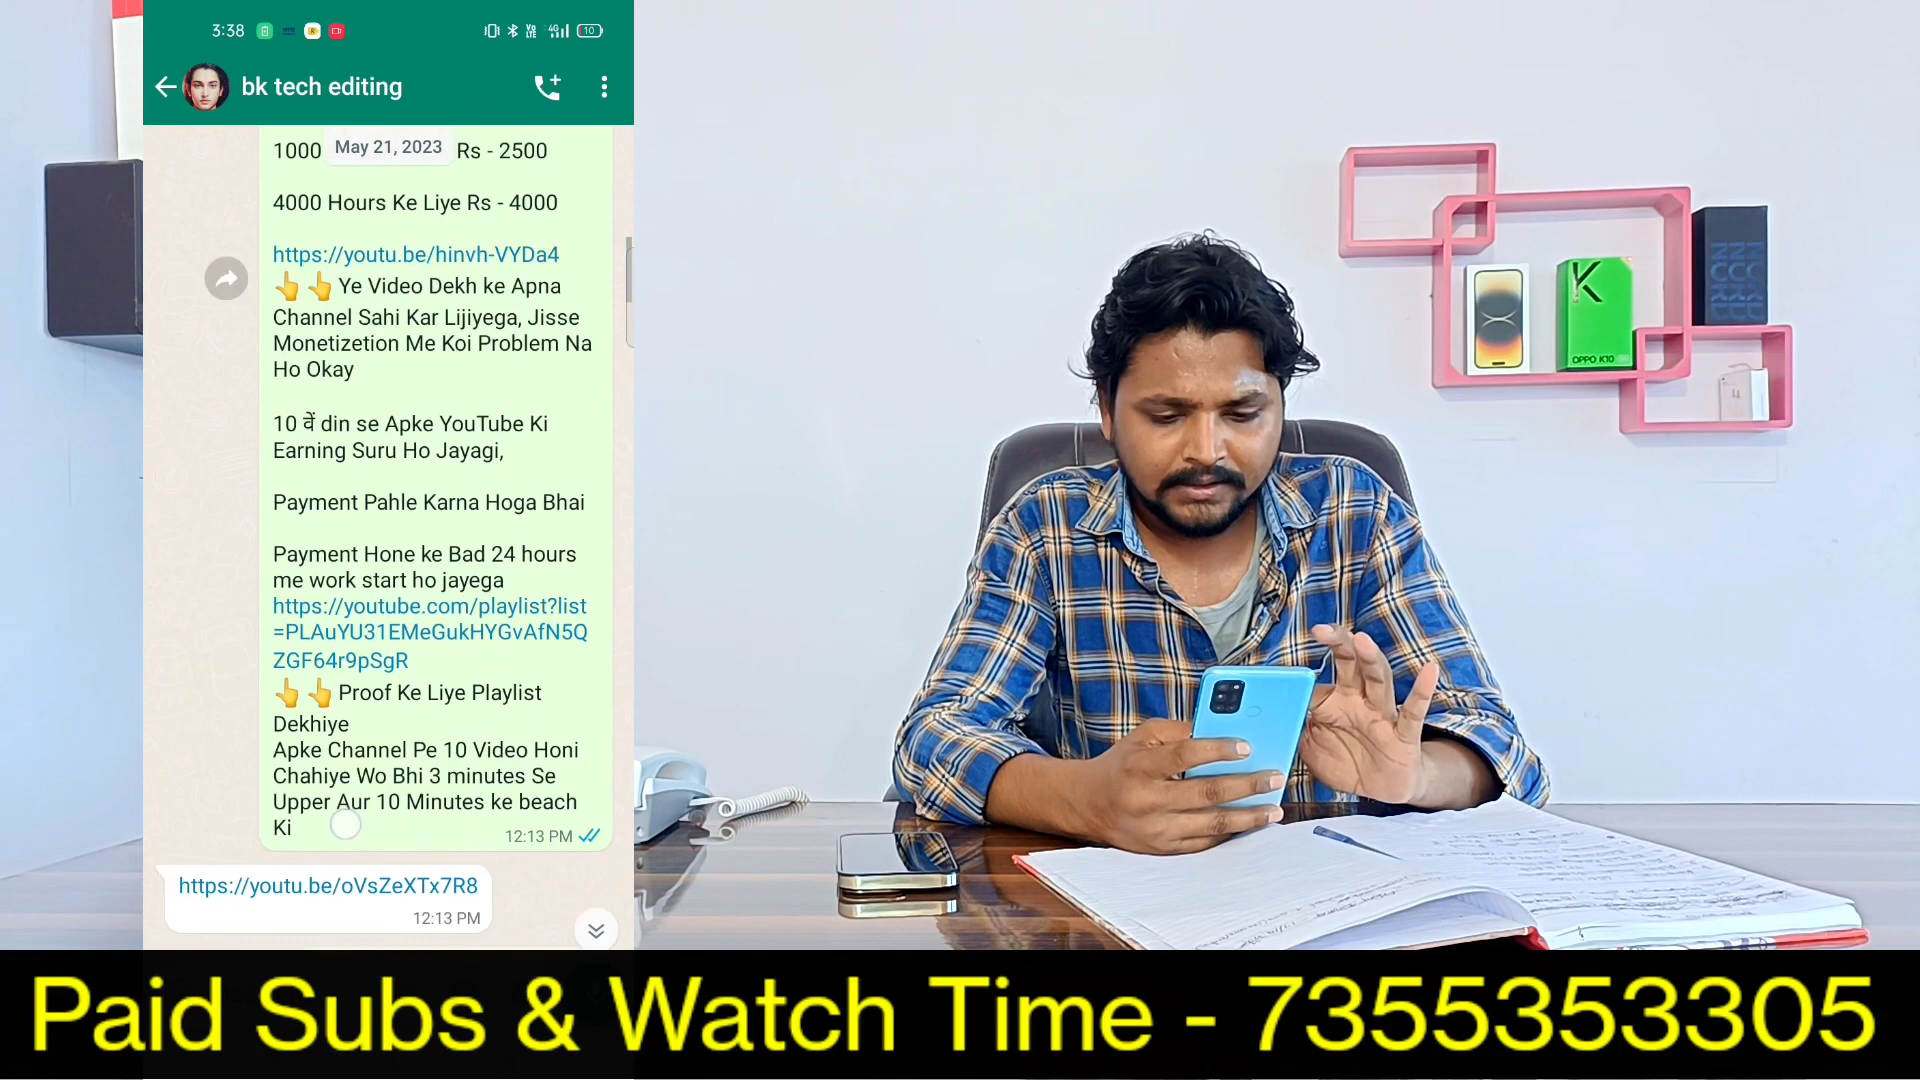 3:38
10
bk tech editing
May 21, 2023
1000 Rs - 2500
4000 Hours Ke Liye Rs - 4000
https://youtu.be/hinvh-VYDa4
👆👆Ye Video Dekh ke Apna
Channel Sahi Kar Lijiyega, Jisse
Monetizetion Me Koi Problem Na
Ho Okay
10 वें din se Apke YouTube Ki
Earning Suru Ho Jayagi,
Payment Pahle Karna Hoga Bhai
Payment Hone ke Bad 24 hours
me work start ho jayega
https://youtube.com/playlist?list
=PLAuYU31EMeGukHYGvAfN5Q
ZGF64r9pSgR
👆👆Proof Ke Liye Playlist
Dekhiye
Apke Channel Pe 10 Video Honi
Chahiye Wo Bhi 3 minutes Se
Upper Aur 10 Minutes ke beach
Ki
12:13 PM
https://youtu.be/oVsZeXTx7R8
12:13 PM
K
OPPO K10
Paid Subs & Watch Time - 7355353305